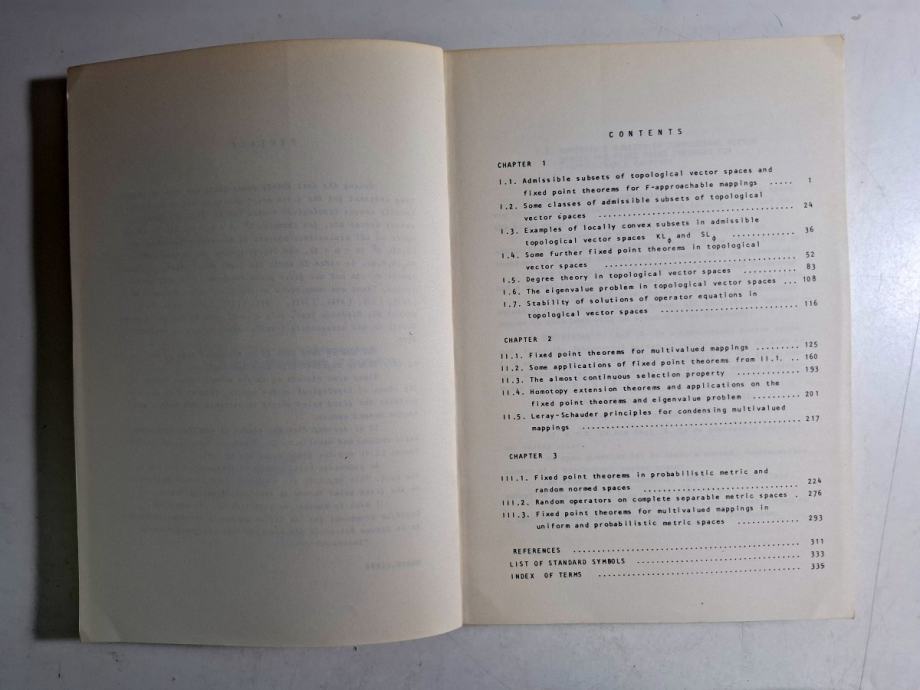 CONTENTS
CHAPTER 1
I.1. Admissible subsets of topological vector spaces and
fixed point theorems for F-approachable mappings ..... 1
I.2. Some classes of admissible subsets of topological
vector spaces ........................................ 24
I.3. Examples of locally convex subsets in admissible
topological vector spaces KLφ and SLφ ............. 36
I.4. Some further fixed point theorems in topological
vector spaces ........................................ 52
I.5. Degree theory in topological vector spaces ........... 83
I.6. The eigenvalue problem in topological vector spaces ... 108
I.7. Stability of solutions of operator equations in
topological vector spaces ............................ 116
CHAPTER 2
II.1. Fixed point theorems for multivalued mappings ......... 125
II.2. Some applications of fixed point theorems from II.1. .. 160
II.3. The almost continuous selection property ............. 193
II.4. Homotopy extension theorems and applications on the
fixed point theorems and eigenvalue problem .......... 201
II.5. Leray-Schauder principles for condensing multivalued
mappings ............................................. 217
CHAPTER 3
III.1. Fixed point theorems in probabilistic metric and
random normed spaces ................................ 224
III.2. Random operators on complete separable metric spaces . 276
III.3. Fixed point theorems for multivalued mappings in
uniform and probabilistic metric spaces ............. 293
REFERENCES ................................................ 311
LIST OF STANDARD SYMBOLS .................................. 333
INDEX OF TERMS ............................................ 335